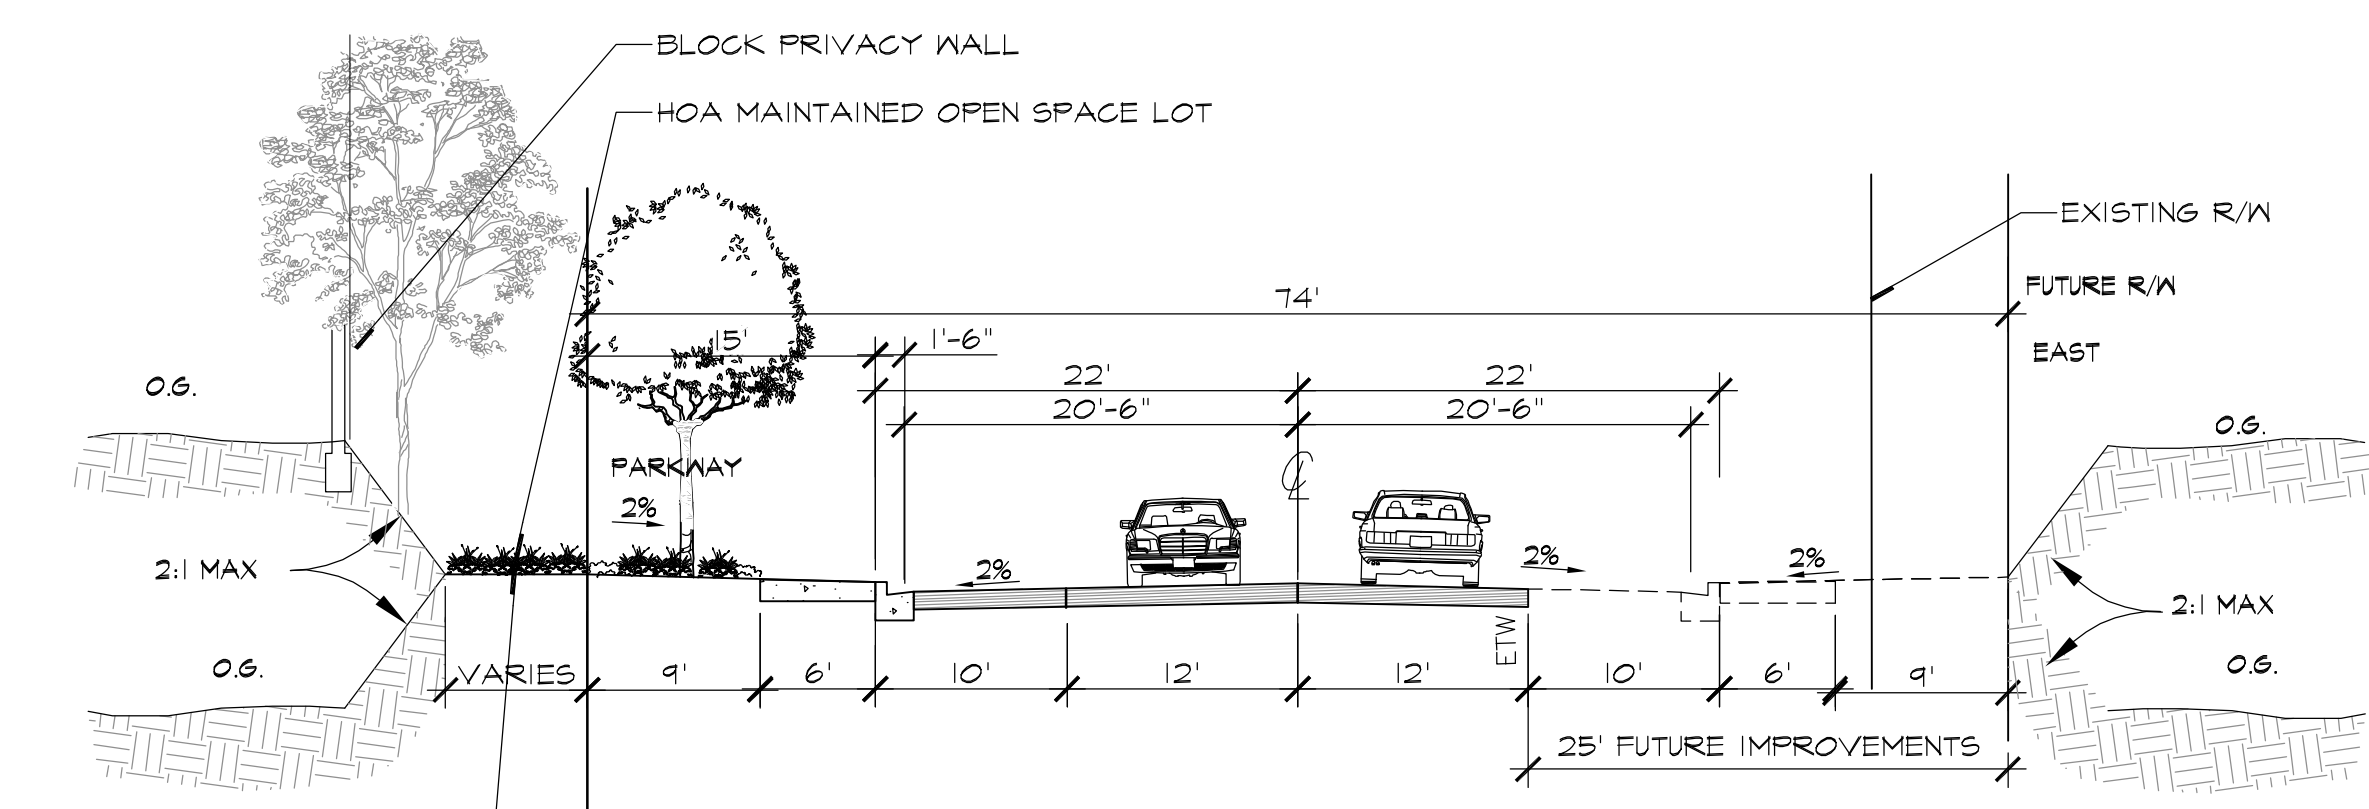 BLOCK PRIVACY WALL
HOA MAINTAINED OPEN SPACE LOT
EXISTING R/W
FUTURE R/W
74'
15'
1'-6"
EAST
22'
22'
O.G.
20'-6"
20'-6"
O.G.
PARKWAY
CL
2%
2%
2%
2%
2:1 MAX
2:1 MAX
ETW
O.G.
O.G.
VARIES
9'
6'
10'
12'
12'
10'
6'
9'
25' FUTURE IMPROVEMENTS